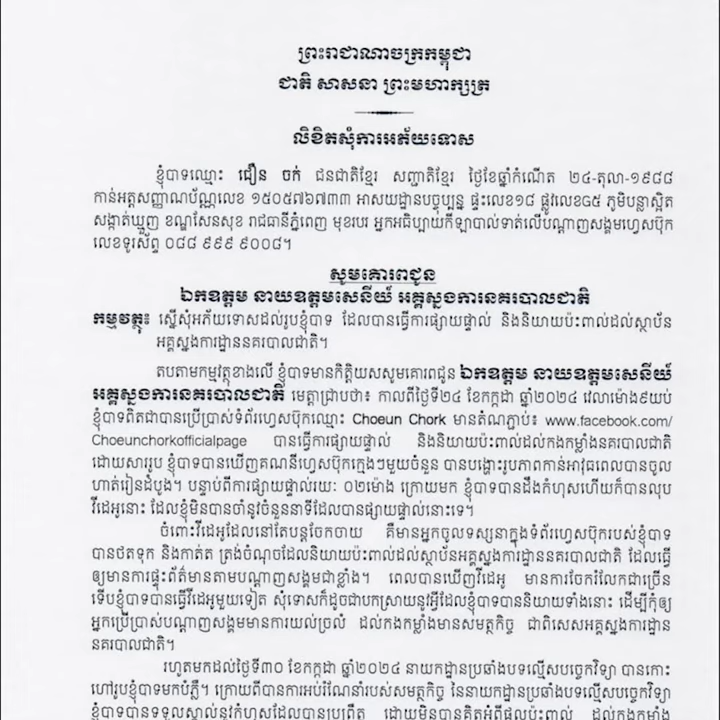 ព្រះរាជាណាចក្រកម្ពុជា
ជាតិ សាសនា ព្រះមហាក្សត្រ
លិខិតសុំការអភ័យទោស
ខ្ញុំបាទឈ្មោះ ជឿន ចក់ ជនជាតិខ្មែរ សញ្ជាតិខ្មែរ ថ្ងៃខែឆ្នាំកំណើត ២៤-តុលា-១៩៨៨
កាន់អត្តសញ្ញាណប័ណ្ណលេខ ១៥០៥៧៦៧៣៣ អាសយដ្ឋានបច្ចុប្បន្ន ផ្ទះលេខ១៨ ផ្លូវលេខG5 ភូមិបន្លាស្អិត
សង្កាត់ឃ្មួញ ខណ្ឌសែនសុខ រាជធានីភ្នំពេញ មុខរបរ អ្នកអធិប្បាយកីឡាបាល់ទាត់លើបណ្តាញសង្គមហ្វេសប៊ុក
លេខទូរស័ព្ទ ០៨៨ ៩៩៩ ៩០០៨។
សូមគោរពជូន
ឯកឧត្តម នាយឧត្តមសេនីយ៍ អគ្គស្នងការនគរបាលជាតិ
កម្មវត្ថុ៖ ស្នើសុំអភ័យទោសដល់រូបខ្ញុំបាទ ដែលបានធ្វើការផ្សាយផ្ទាល់ និងនិយាយប៉ះពាល់ដល់ស្ថាប័ន
អគ្គស្នងការដ្ឋាននគរបាលជាតិ។
តបតាមកម្មវត្ថុខាងលើ ខ្ញុំបាទមានកិត្តិយសសូមគោរពជូន ឯកឧត្តម នាយឧត្តមសេនីយ៍
អគ្គស្នងការនគរបាលជាតិ មេត្តាជ្រាបថា៖ កាលពីថ្ងៃទី២៤ ខែកក្កដា ឆ្នាំ២០២៤ វេលាម៉ោង៩យប់
ខ្ញុំបាទពិតជាបានប្រើប្រាស់ទំព័រហ្វេសប៊ុកឈ្មោះ Choeun Chork មានតំណភ្ជាប់៖ www.facebook.com/
Choeunchorkofficialpage បានធ្វើការផ្សាយផ្ទាល់ និងនិយាយប៉ះពាល់ដល់កងកម្លាំងនគរបាលជាតិ
ដោយសាររូប ខ្ញុំបាទបានឃើញគណនីហ្វេសប៊ុកក្មេងៗមួយចំនួន បានបង្ហោះរូបភាពកាន់អាវុធពេលបានចូល
ហាត់រៀនដំបូង។ បន្ទាប់ពីការផ្សាយផ្ទាល់រយៈ ០២ម៉ោង ក្រោយមក ខ្ញុំបាទបានដឹងកំហុសហើយក៏បានលុប
វីដេអូនោះ ដែលខ្ញុំមិនបានចាំនូវចំនួននាទីដែលបានផ្សាយផ្ទាល់នោះទេ។
ចំពោះវីដេអូដែលនៅតែបន្តចែកចាយ គឺមានអ្នកចូលទស្សនាក្នុងទំព័រហ្វេសប៊ុករបស់ខ្ញុំបាទ
បានថតទុក និងកាត់ត ត្រង់ចំណុចដែលនិយាយប៉ះពាល់ដល់ស្ថាប័នអគ្គស្នងការដ្ឋាននគរបាលជាតិ ដែលធ្វើ
ឲ្យមានការផ្ទុះព័ត៌មានតាមបណ្តាញសង្គមជាខ្លាំង។ ពេលបានឃើញវីដេអូ មានការចែករំលែកជាច្រើន
ទើបខ្ញុំបាទបានធ្វើវីដេអូមួយទៀត សុំទោសក៏ដូចជាបកស្រាយនូវអ្វីដែលខ្ញុំបាទបាននិយាយទាំងនោះ ដើម្បីកុំឲ្យ
អ្នកប្រើប្រាស់បណ្តាញសង្គមមានការយល់ច្រលំ ដល់កងកម្លាំងមានសមត្ថកិច្ច ជាពិសេសអគ្គស្នងការដ្ឋាន
នគរបាលជាតិ។
រហូតមកដល់ថ្ងៃទី៣០ ខែកក្កដា ឆ្នាំ២០២៤ នាយកដ្ឋានប្រឆាំងបទល្មើសបច្ចេកវិទ្យា បានកោះ
ហៅរូបខ្ញុំបាទមកបំភ្លឺ។ ក្រោយពីបានការអប់រំណែនាំរបស់សមត្ថកិច្ច នៃនាយកដ្ឋានប្រឆាំងបទល្មើសបច្ចេកវិទ្យា
ខ្ញុំបាទបានទទួលស្គាល់នូវកំហុសដែលបានប្រព្រឹត្ត ដោយមិនបានគិតអំពីផលប៉ះពាល់ ដល់កងកម្លាំង